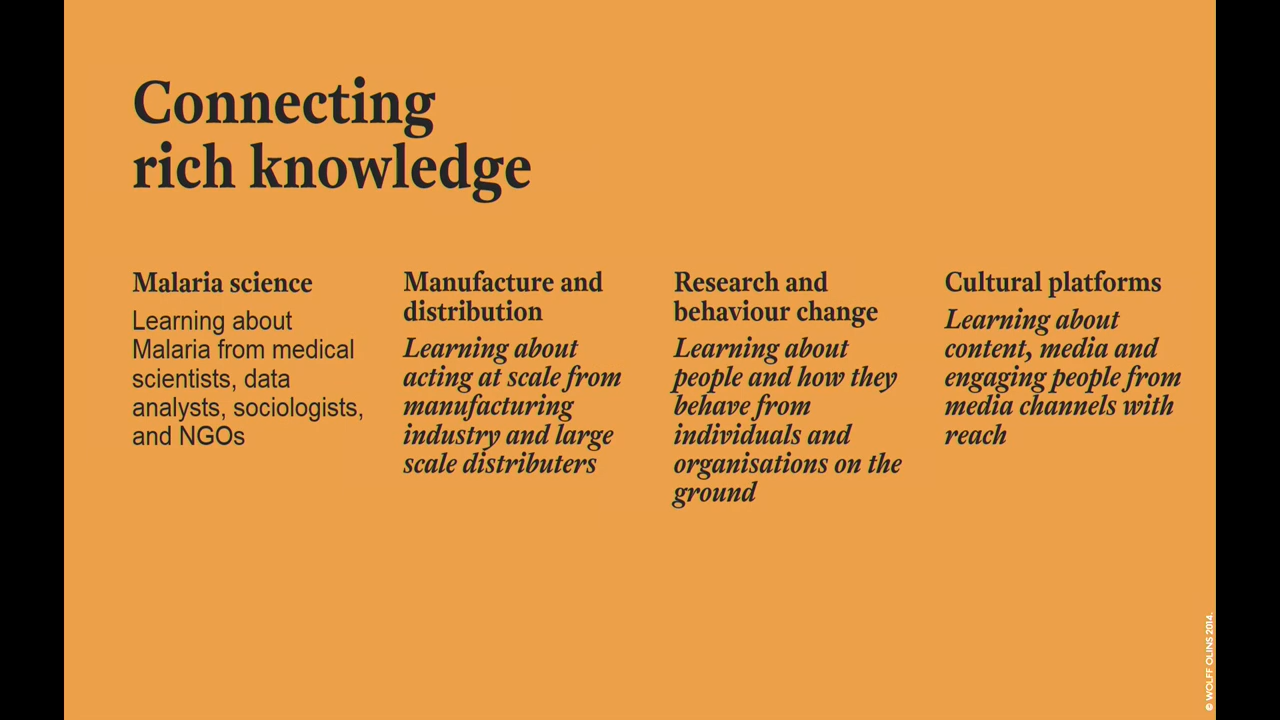 Connecting
rich knowledge
Malaria science
Learning about
Malaria from medical
scientists, data
analysts, sociologists,
and NGOs
Manufacture and
distribution
Learning about
acting at scale from
manufacturing
industry and large
scale distributers
Research and
behaviour change
Learning about
people and how they
behave from
individuals and
organisations on the
ground
Cultural platforms
Learning about
content, media and
engaging people from
media channels with
reach
© WOLFF OLINS 2014.